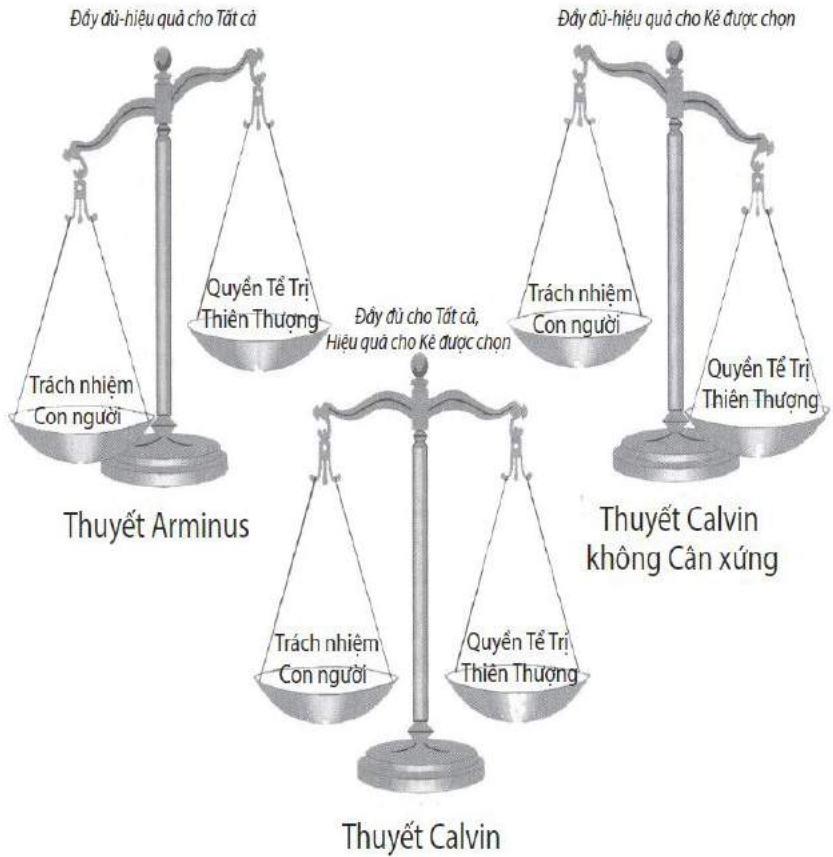 Đầy đủ-hiệu quả cho Tất cả
Quyền Tể Trị
Thiên Thượng
Trách nhiệm
Con người
Thuyết Arminus
Đầy đủ-hiệu quả cho Kẻ được chọn
Trách nhiệm
Con người
Quyền Tể Trị
Thiên Thượng
Thuyết Calvin
không Cân xứng
Đầy đủ cho Tất cả,
Hiệu quả cho Kẻ được chọn
Trách nhiệm
Con người
Quyền Tể Trị
Thiên Thượng
Thuyết Calvin